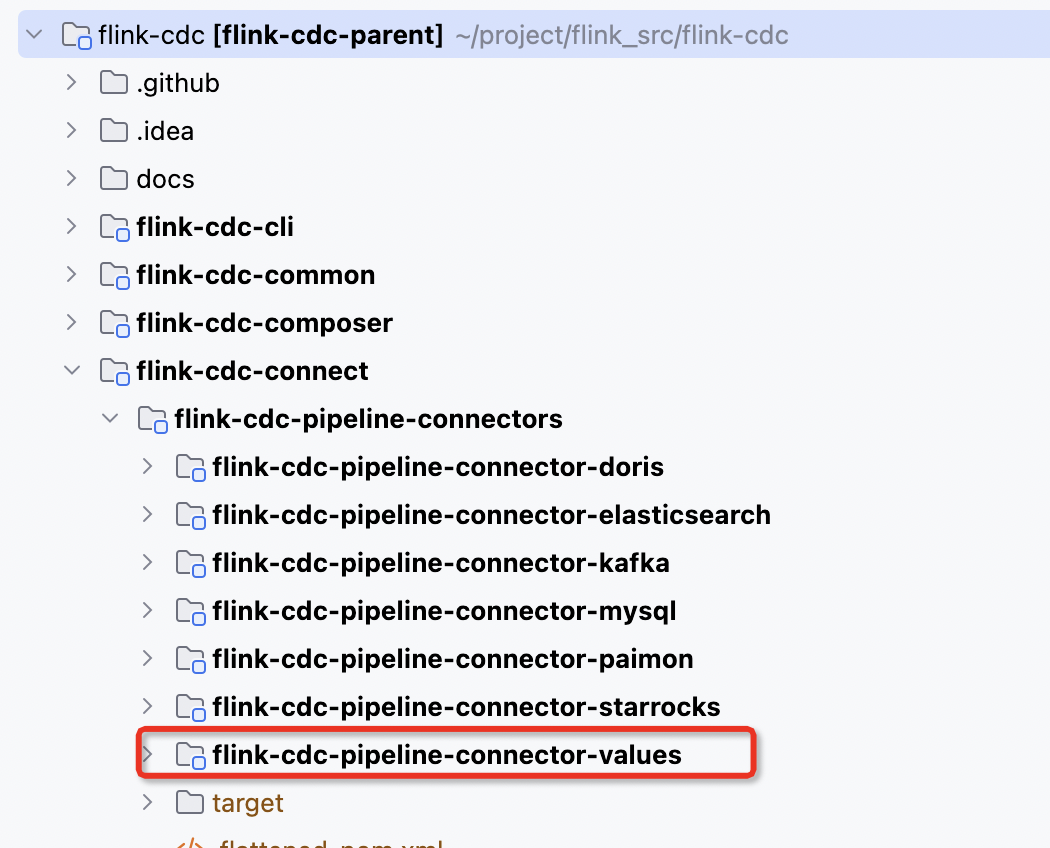 flink-cdc [flink-cdc-parent] ~/project/flink_src/flink-cdc
.github
.idea
docs
flink-cdc-cli
flink-cdc-common
flink-cdc-composer
flink-cdc-connect
flink-cdc-pipeline-connectors
flink-cdc-pipeline-connector-doris
flink-cdc-pipeline-connector-elasticsearch
flink-cdc-pipeline-connector-kafka
flink-cdc-pipeline-connector-mysql
flink-cdc-pipeline-connector-paimon
flink-cdc-pipeline-connector-starrocks
flink-cdc-pipeline-connector-values
target
.flattened-pom.xml